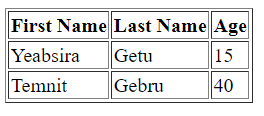 First Name Last Name Age
Yeabsira Getu 15
Temnit Gebru 40